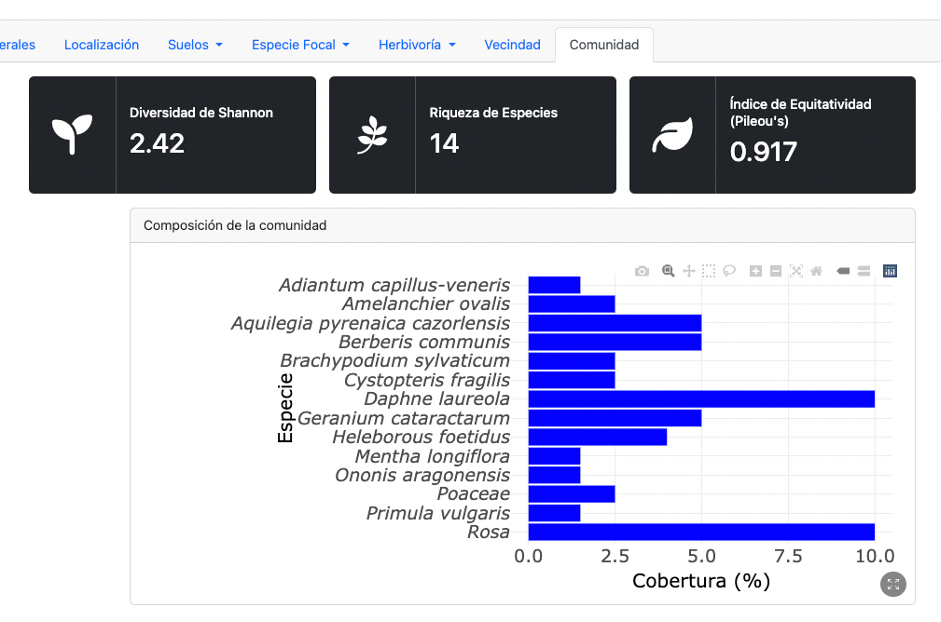 erales Localización Suelos Especie Focal Herbivoría Vecindad Comunidad
Diversidad de Shannon
2.42
Riqueza de Especies
14
Índice de Equitatividad
(Pileou's)
0.917
Composición de la comunidad
Especie
Adiantum capillus-veneris
Amelanchier ovalis
Aquilegia pyrenaica cazorlensis
Berberis communis
Brachypodium sylvaticum
Cystopteris fragilis
Daphne laureola
Geranium cataractarum
Heleborous foetidus
Mentha longiflora
Ononis aragonensis
Poaceae
Primula vulgaris
Rosa
0.0 2.5 5.0 7.5 10.0
Cobertura (%)